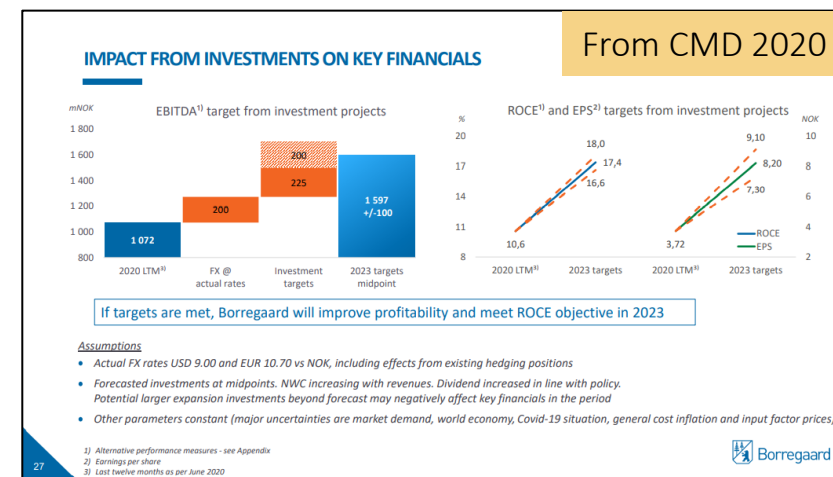 From CMD 2020
IMPACT FROM INVESTMENTS ON KEY FINANCIALS
mNOK
EBITDA¹⁾ target from investment projects
1 800
1 600
1 400
1 200
1 000
800
1 072
200
200
225
1 597
+/-100
2020 LTM³⁾
FX @
actual rates
Investment
targets
2023 targets
midpoint
ROCE¹⁾ and EPS²⁾ targets from investment projects
%
NOK
20
17
14
11
8
10
8
6
4
2
18,0
17,4
16,6
10,6
9,10
8,20
7,30
3,72
ROCE
EPS
2020 LTM³⁾
2023 targets
2020 LTM³⁾
2023 targets
If targets are met, Borregaard will improve profitability and meet ROCE objective in 2023
Assumptions
• Actual FX rates USD 9.00 and EUR 10.70 vs NOK, including effects from existing hedging positions
• Forecasted investments at midpoints. NWC increasing with revenues. Dividend increased in line with policy.
Potential larger expansion investments beyond forecast may negatively affect key financials in the period
• Other parameters constant (major uncertainties are market demand, world economy, Covid-19 situation, general cost inflation and input factor prices)
1) Alternative performance measures - see Appendix
2) Earnings per share
3) Last twelve months as per June 2020
27
Borregaard